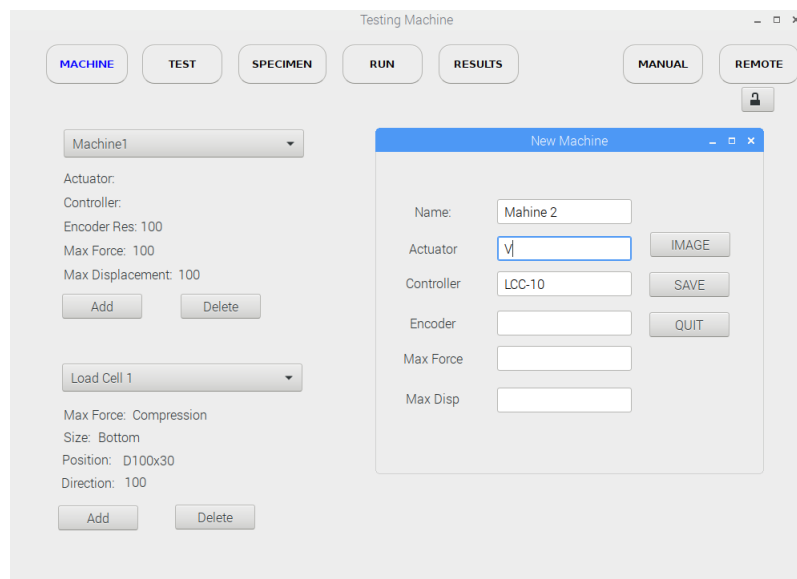 Testing Machine
MACHINE TEST SPECIMEN RUN RESULTS MANUAL REMOTE
Machine1
Actuator:
Controller:
Encoder Res: 100
Max Force: 100
Max Displacement: 100
Add Delete
Load Cell 1
Max Force: Compression
Size: Bottom
Position: D100x30
Direction: 100
Add Delete
New Machine
Name: Mahine 2
Actuator V
IMAGE
Controller LCC-10
SAVE
Encoder
QUIT
Max Force
Max Disp